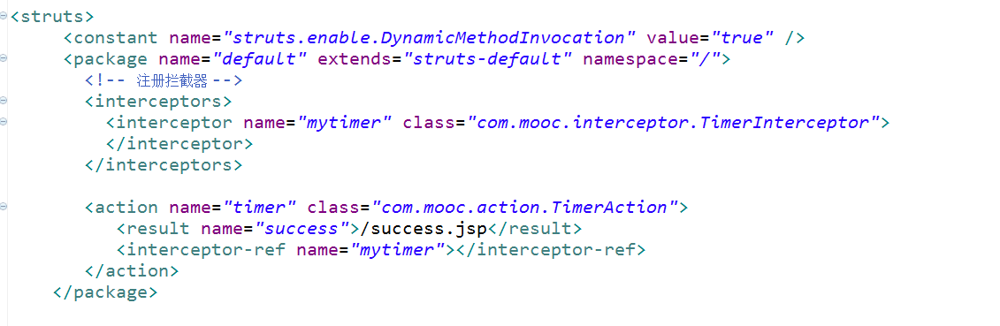 <struts>
<constant name="struts.enable.DynamicMethodInvocation" value="true" />
<package name="default" extends="struts-default" namespace="/">
<!-- 注册拦截器 -->
<interceptors>
<interceptor name="mytimer" class="com.mooc.interceptor.TimerInterceptor">
</interceptor>
</interceptors>
<action name="timer" class="com.mooc.action.TimerAction">
<result name="success">/success.jsp</result>
<interceptor-ref name="mytimer"></interceptor-ref>
</action>
</package>